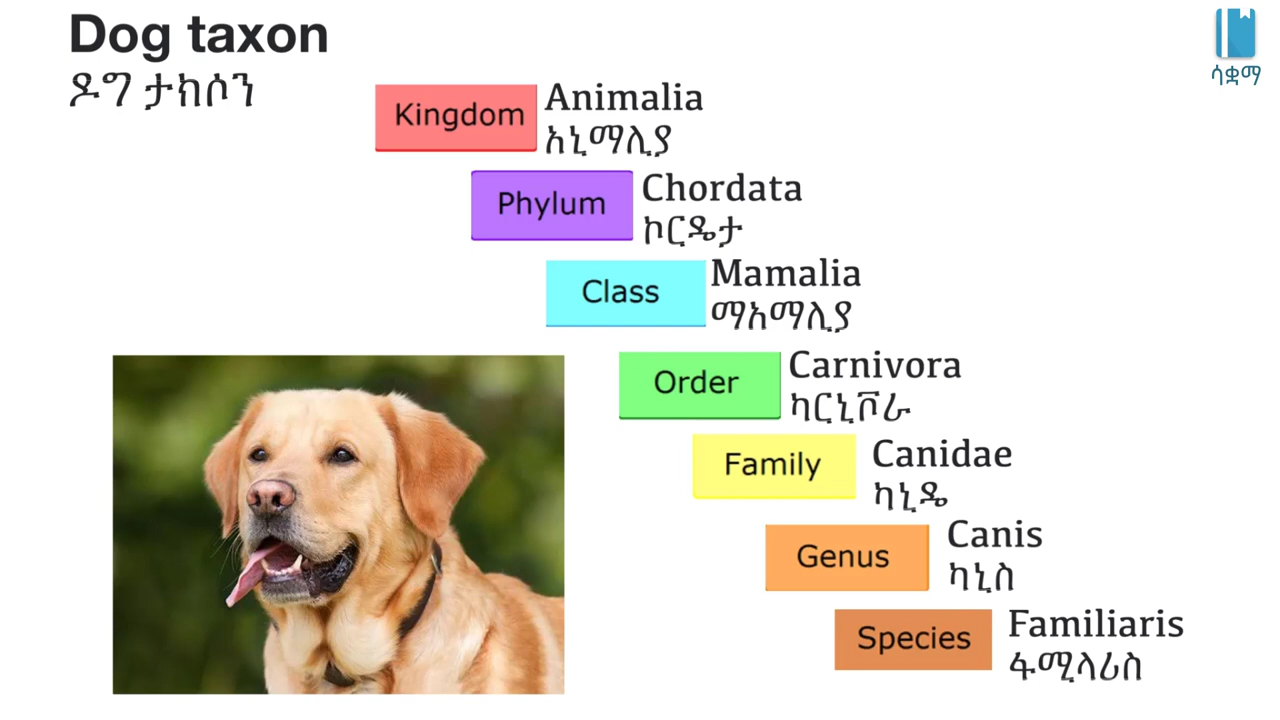 Dog taxon
ዶግ ታክሶን
ሳቋማ
Kingdom
Animalia
አኒማሊያ
Phylum
Chordata
ኮርዴታ
Class
Mamalia
ማአማሊያ
Order
Carnivora
ካርኒቮራ
Family
Canidae
ካኒዴ
Genus
Canis
ካኒስ
Species
Familiaris
ፋሚላሪስ